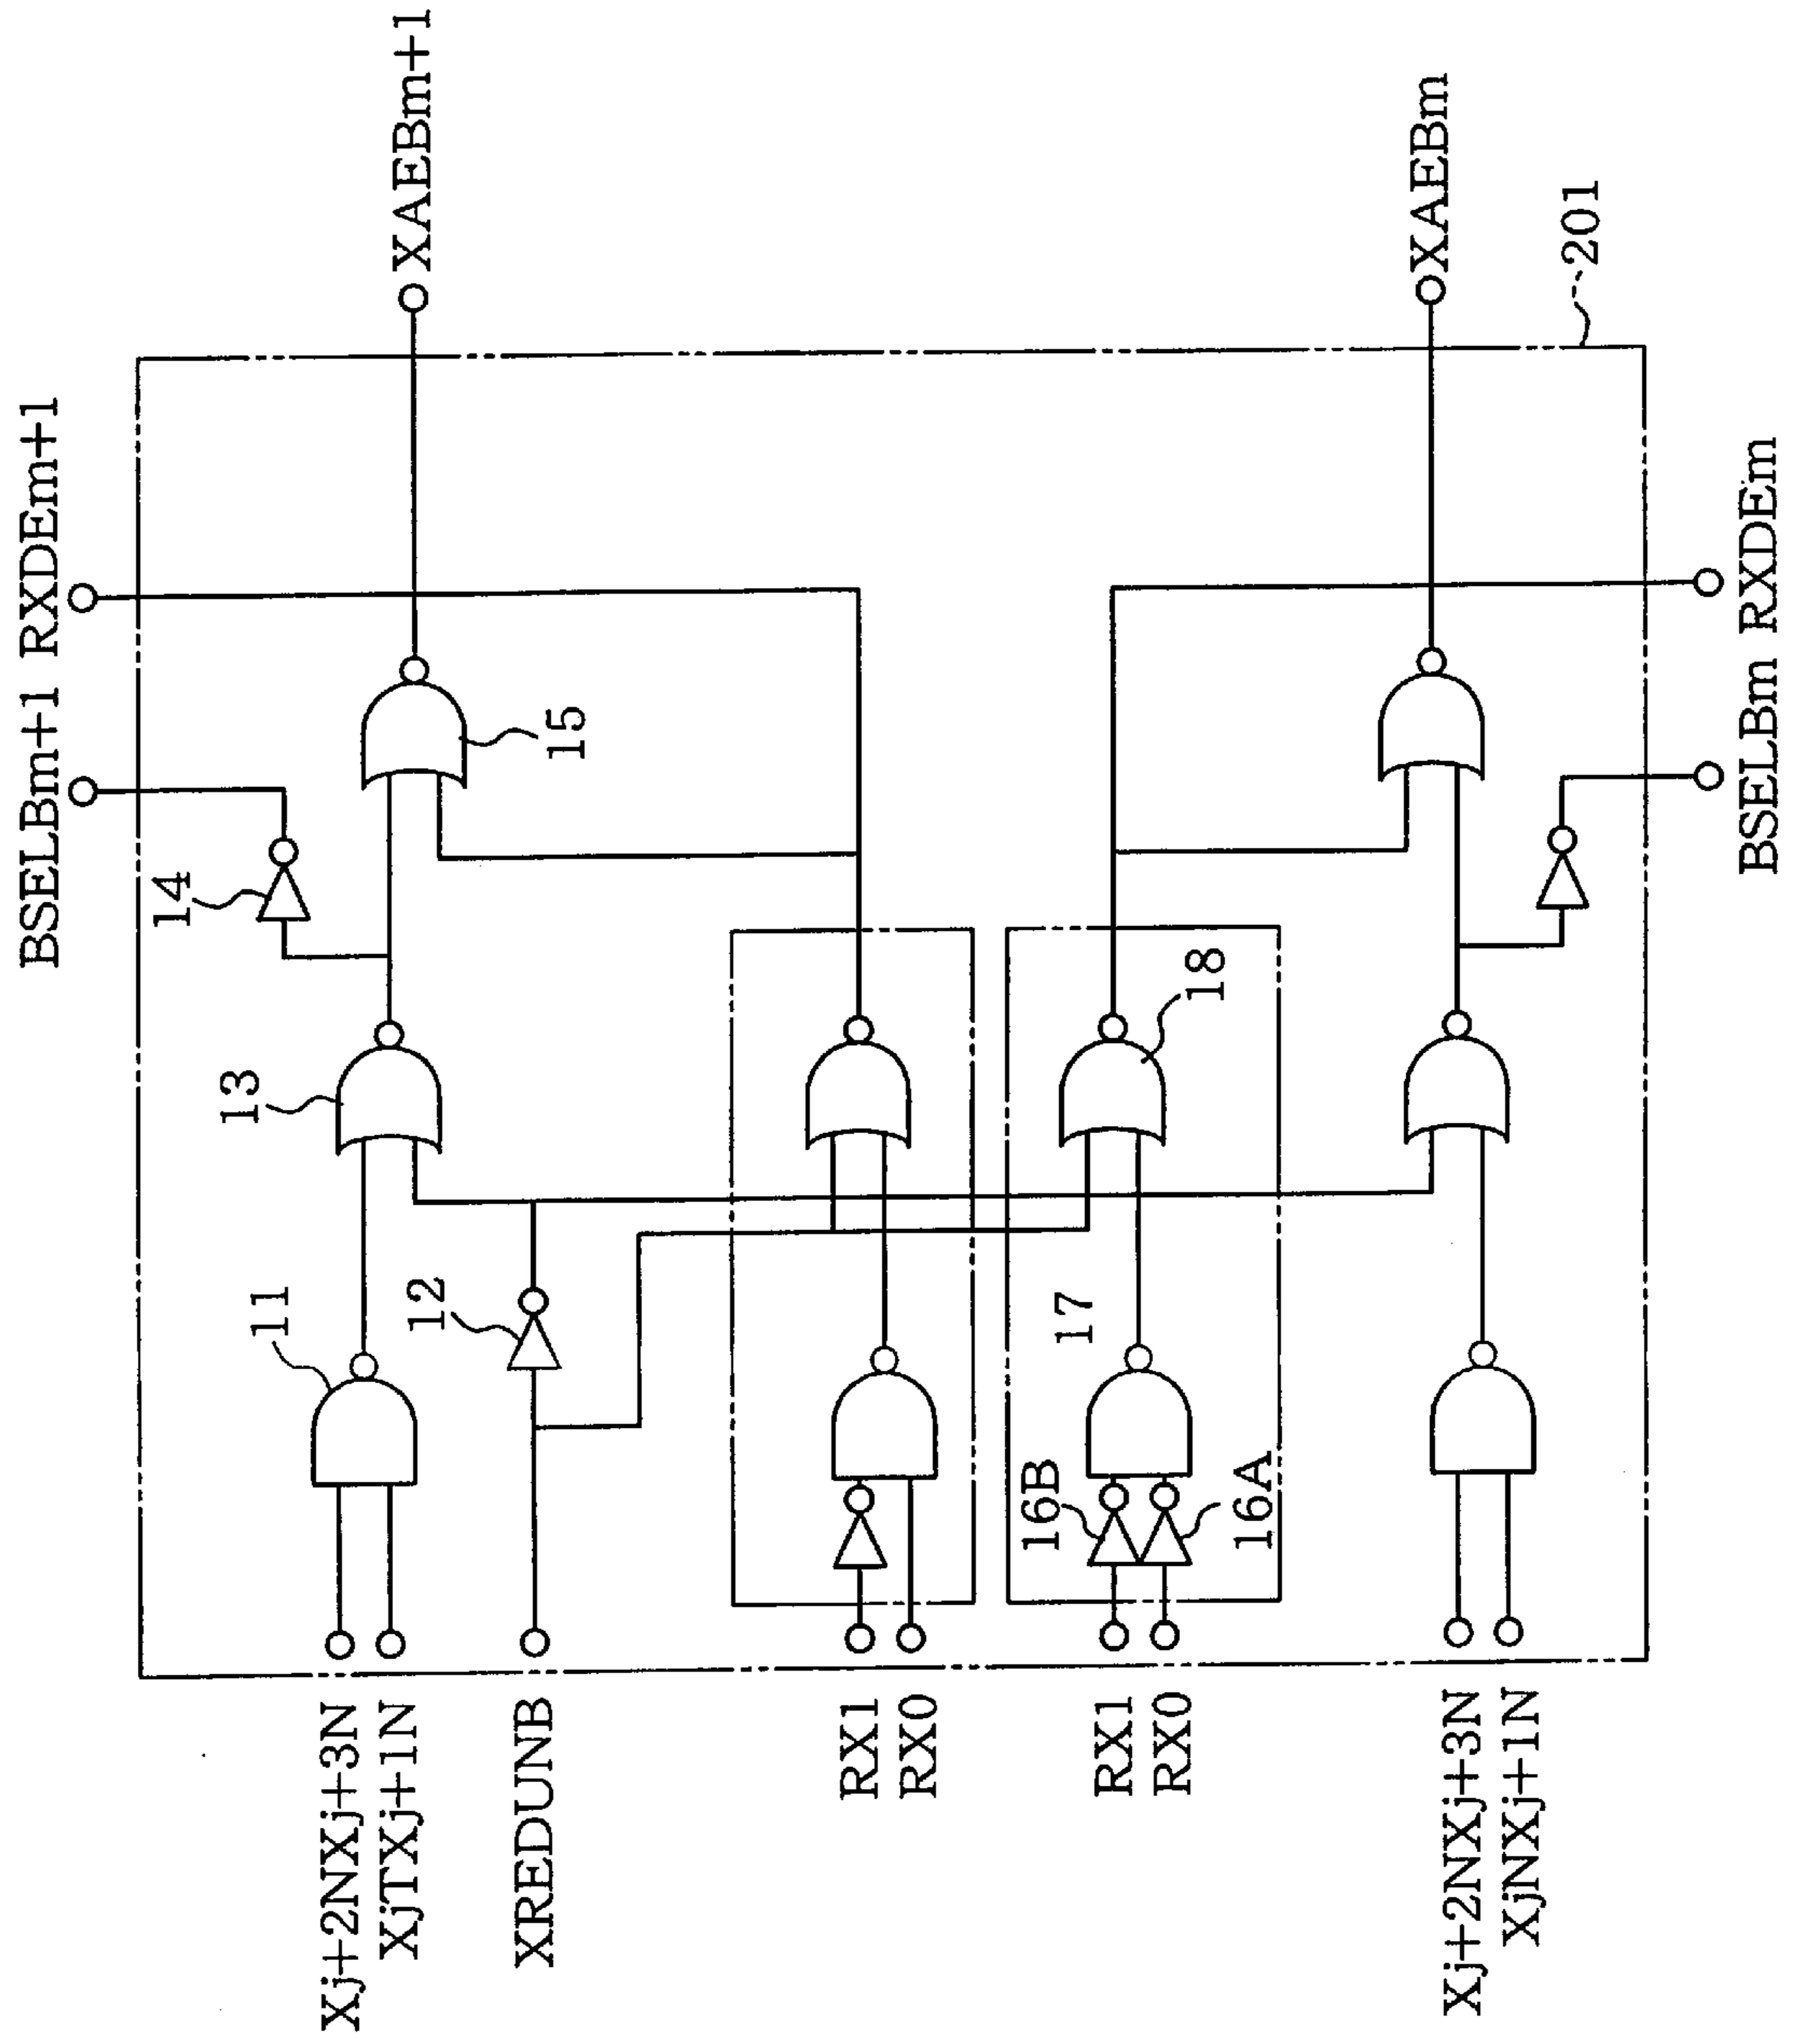 BSELBm+1 RXDEm+1
XAEBm+1
14
15
13
11
12
Xj+2NXj+3N
XjTXj+1N
XREDUNB
RX1
RX0
17
18
16B
16A
RX1
RX0
Xj+2NXj+3N
XjNXj+1N
XAEBm
201
BSELBm RXDEm